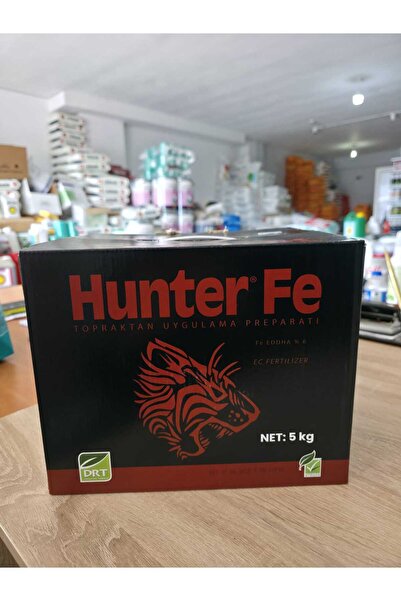 Hunter® Fe
TOPRAKTAN UYGULAMA PREPARATI
Fe EDDHA % 6
EC FERTILIZER
NET: 5 kg
DRT